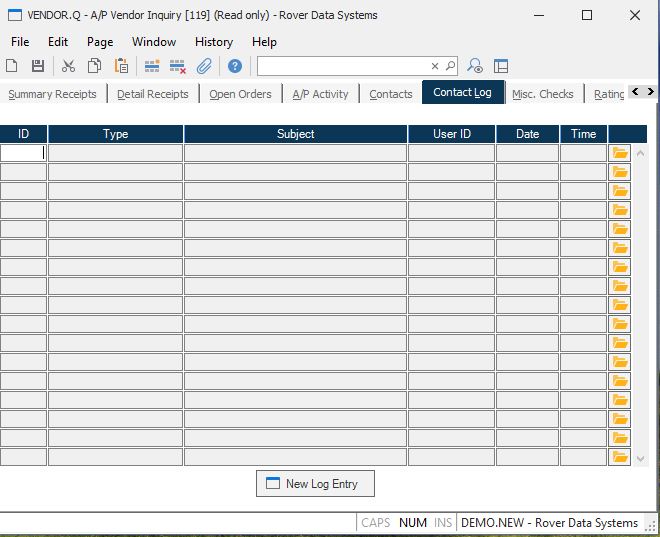 VENDOR.Q - A/P Vendor Inquiry [119] (Read only) - Rover Data Systems
File Edit Page Window History Help
Summary Receipts Detail Receipts Open Orders A/P Activity Contacts Contact Log Misc. Checks Rating
ID Type Subject User ID Date Time
New Log Entry
CAPS NUM INS DEMO.NEW - Rover Data Systems